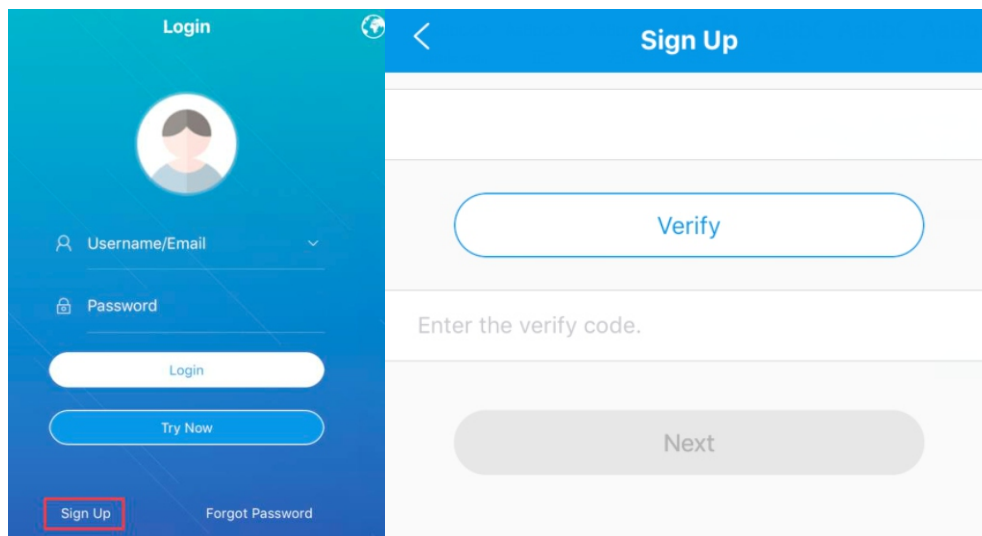 Login
Username/Email
Password
Login
Try Now
Sign Up
Forgot Password
Sign Up
Verify
Enter the verify code.
Next